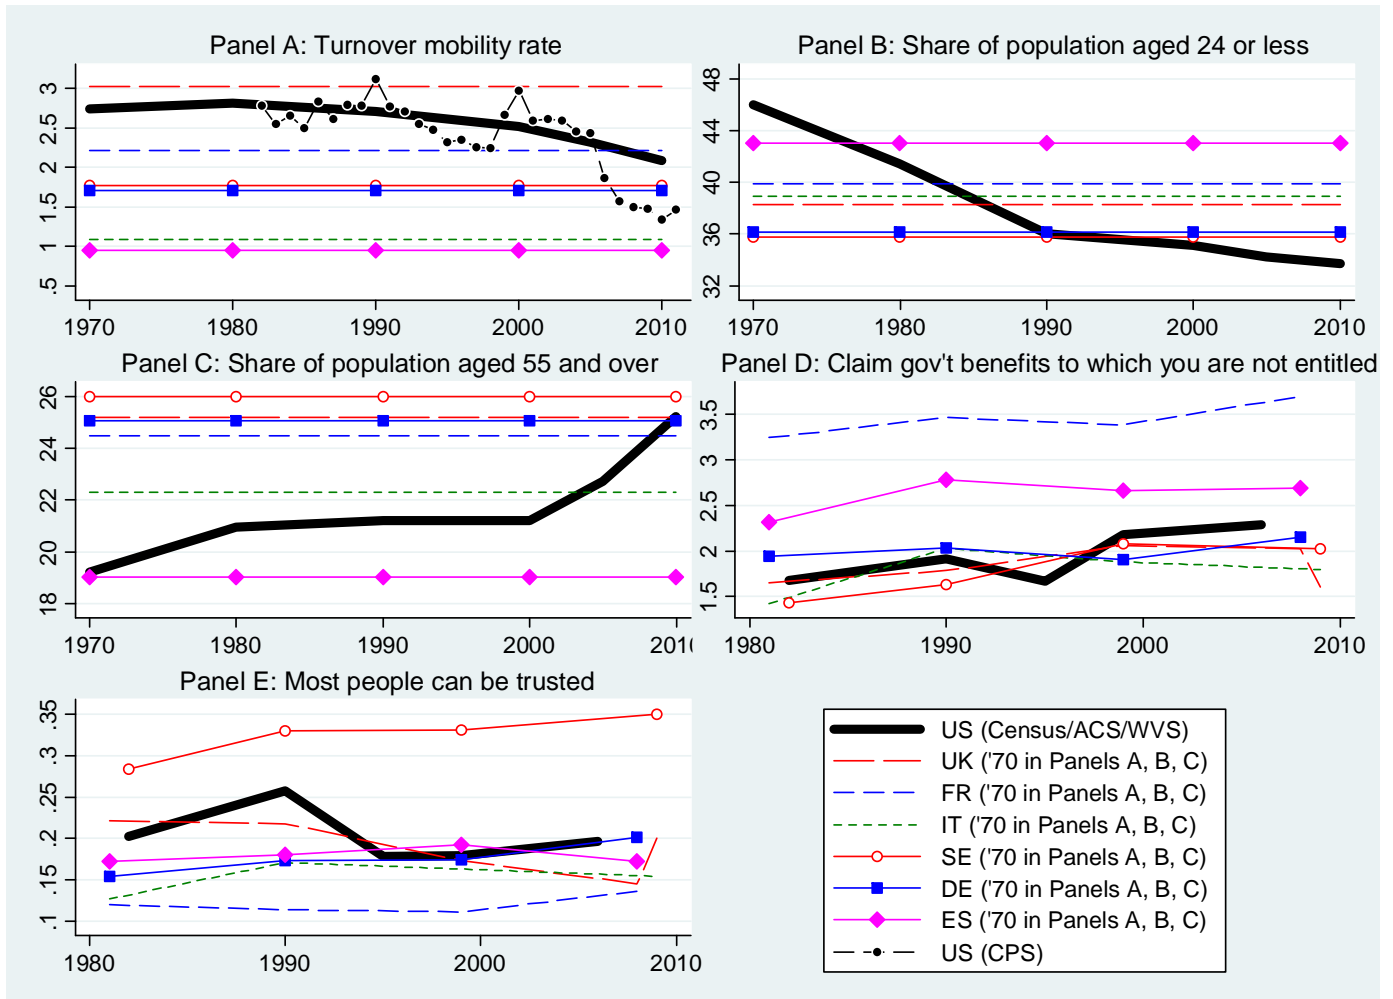 Panel A: Turnover mobility rate
3
2.5
2
1.5
1
.5
1970 1980 1990 2000 2010
Panel B: Share of population aged 24 or less
48
44
40
36
32
1970 1980 1990 2000 2010
Panel C: Share of population aged 55 and over
26
24
22
20
18
1970 1980 1990 2000 2010
Panel D: Claim gov't benefits to which you are not entitled
3.5
3
2.5
2
1.5
1980 1990 2000 2010
Panel E: Most people can be trusted
.35
.3
.25
.2
.15
.1
1980 1990 2000 2010
US (Census/ACS/WVS)
UK ('70 in Panels A, B, C)
FR ('70 in Panels A, B, C)
IT ('70 in Panels A, B, C)
SE ('70 in Panels A, B, C)
DE ('70 in Panels A, B, C)
ES ('70 in Panels A, B, C)
US (CPS)